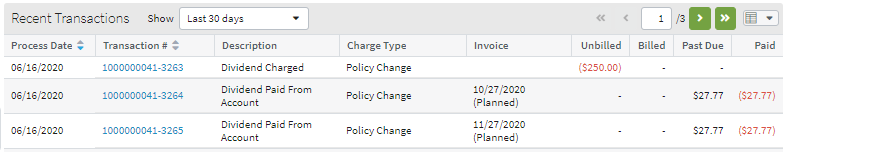 Recent Transactions Show Last 30 days 1 /3
Process Date Transaction # Description Charge Type Invoice Unbilled Billed Past Due Paid
06/16/2020 1000000041-3263 Dividend Charged Policy Change ($250.00) - -
06/16/2020 1000000041-3264 Dividend Paid From Account Policy Change 10/27/2020 (Planned) - - $27.77 ($27.77)
06/16/2020 1000000041-3265 Dividend Paid From Account Policy Change 11/27/2020 (Planned) - - $27.77 ($27.77)